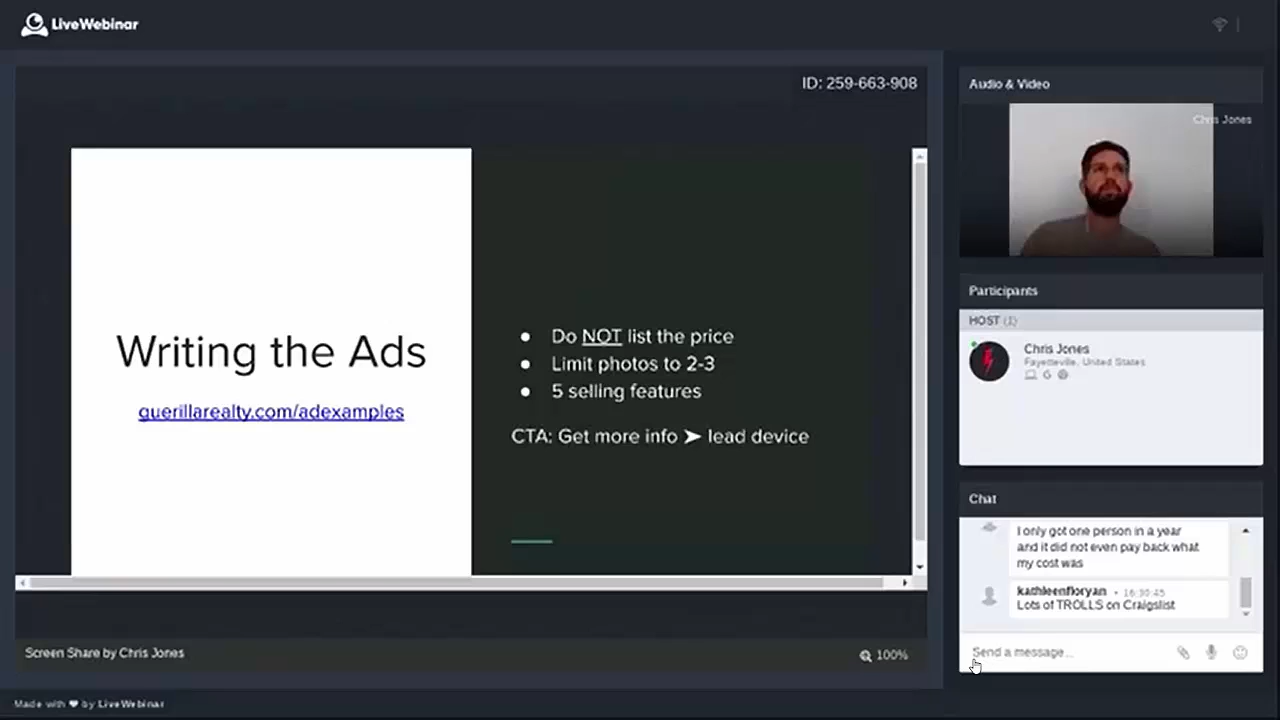 LiveWebinar
ID: 259-663-908
Writing the Ads
guerillarealty.com/adexamples
● Do NOT list the price
● Limit photos to 2-3
● 5 selling features
CTA: Get more info ➤ lead device
Screen Share by Chris Jones
100%
Audio & Video
Chris Jones
Participants
HOST (1)
Chris Jones
Fayetteville, United States
Chat
I only got one person in a year
and it did not even pay back what
my cost was
kathleenfloryan • 16:30:45
Lots of TROLLS on Craigslist
Send a message...
Made with ❤ by LiveWebinar